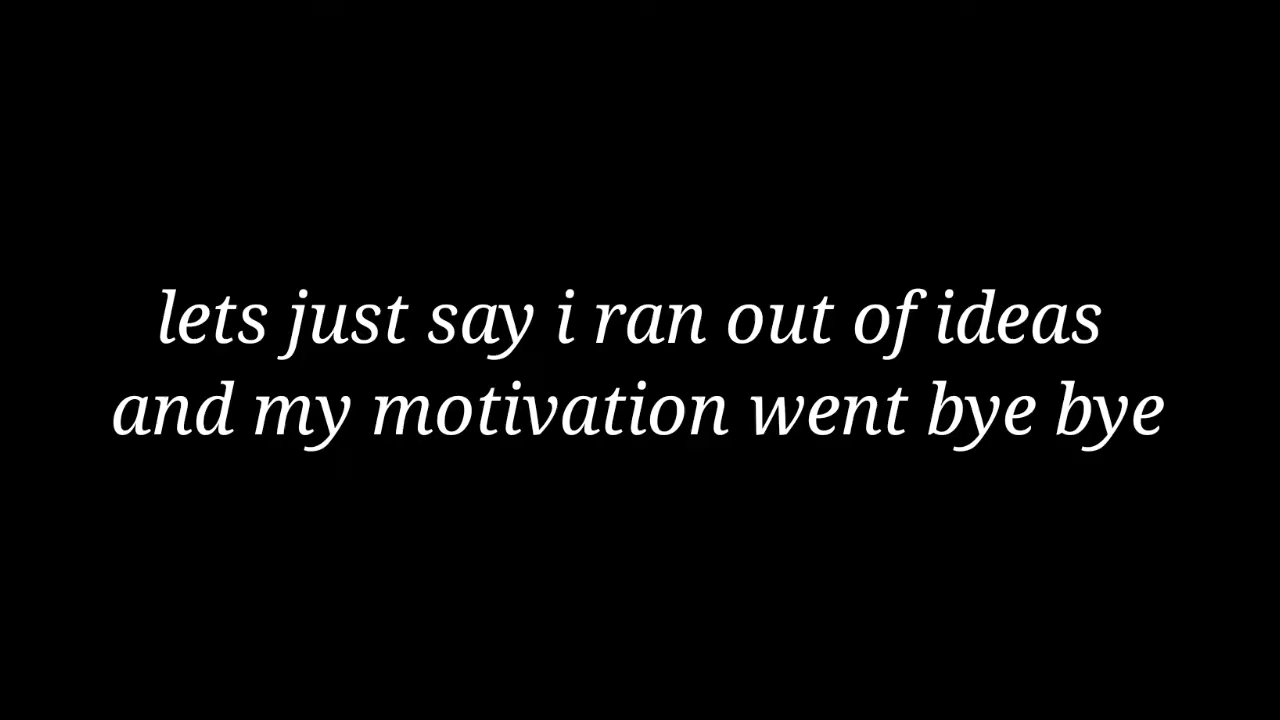 lets just say i ran out of ideas
and my motivation went bye bye